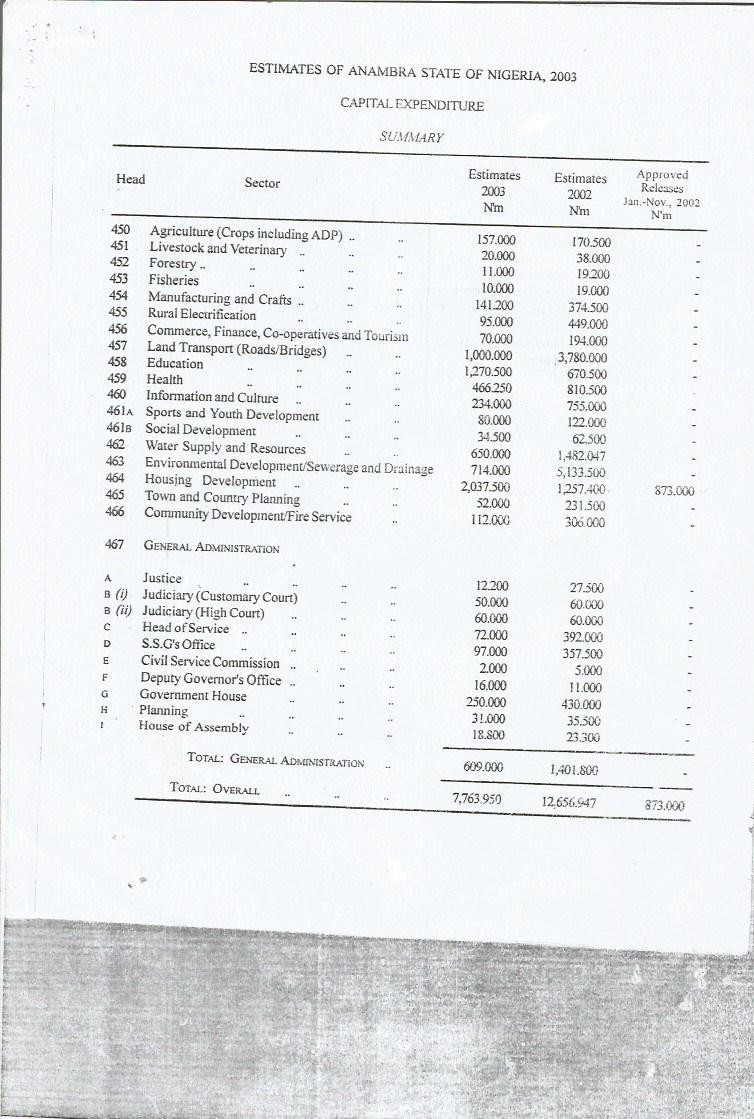 ESTIMATES OF ANAMBRA STATE OF NIGERIA, 2003
CAPITAL EXPENDITURE
SUMMARY
Head Sector Estimates 2003 N'm Estimates 2002 N'm Approved Releases Jan.-Nov., 2002 N'm
450 Agriculture (Crops including ADP) .. .. 157.000 170.500 -
451 Livestock and Veterinary .. .. .. 20.000 38.000 -
452 Forestry .. .. .. .. 11.000 19.200 -
453 Fisheries .. .. .. .. 10.000 19.000 -
454 Manufacturing and Crafts .. .. .. 141.200 374.500 -
455 Rural Electrification .. .. .. 95.000 449.000 -
456 Commerce, Finance, Co-operatives and Tourism 70.000 194.000 -
457 Land Transport (Roads/Bridges) .. .. 1,000.000 3,780.000 -
458 Education .. .. .. .. 1,270.500 670.500 -
459 Health .. .. .. .. 466.250 810.500 -
460 Information and Culture .. .. .. 234.000 755.000 -
461A Sports and Youth Development .. .. 80.000 122.000 -
461B Social Development .. .. .. 34.500 62.500 -
462 Water Supply and Resources .. .. 650.000 1,482.047 -
463 Environmental Development/Sewerage and Drainage 714.000 5,133.500 -
464 Housing Development .. .. .. 2,037.500 1,257.400 873.000
465 Town and Country Planning .. .. 52.000 231.500 -
466 Community Development/Fire Service .. 112.000 306.000 -
467 GENERAL ADMINISTRATION
A Justice .. .. .. .. 12.200 27.500 -
B (i) Judiciary (Customary Court) .. .. 50.000 60.000 -
B (ii) Judiciary (High Court) .. .. .. 60.000 60.000 -
C Head of Service .. .. .. .. 72.000 392.000 -
D S.S.G's Office .. .. .. .. 97.000 357.500 -
E Civil Service Commission .. .. .. 2.000 5.000 -
F Deputy Governor's Office .. .. .. 16.000 11.000 -
G Government House .. .. .. 250.000 430.000 -
H Planning .. .. .. .. 31.000 35.500 -
I House of Assembly .. .. .. 18.800 23.300 -
TOTAL: GENERAL ADMINISTRATION .. 609.000 1,401.800 -
TOTAL: OVERALL .. .. .. 7,763.950 12,656.947 873.000